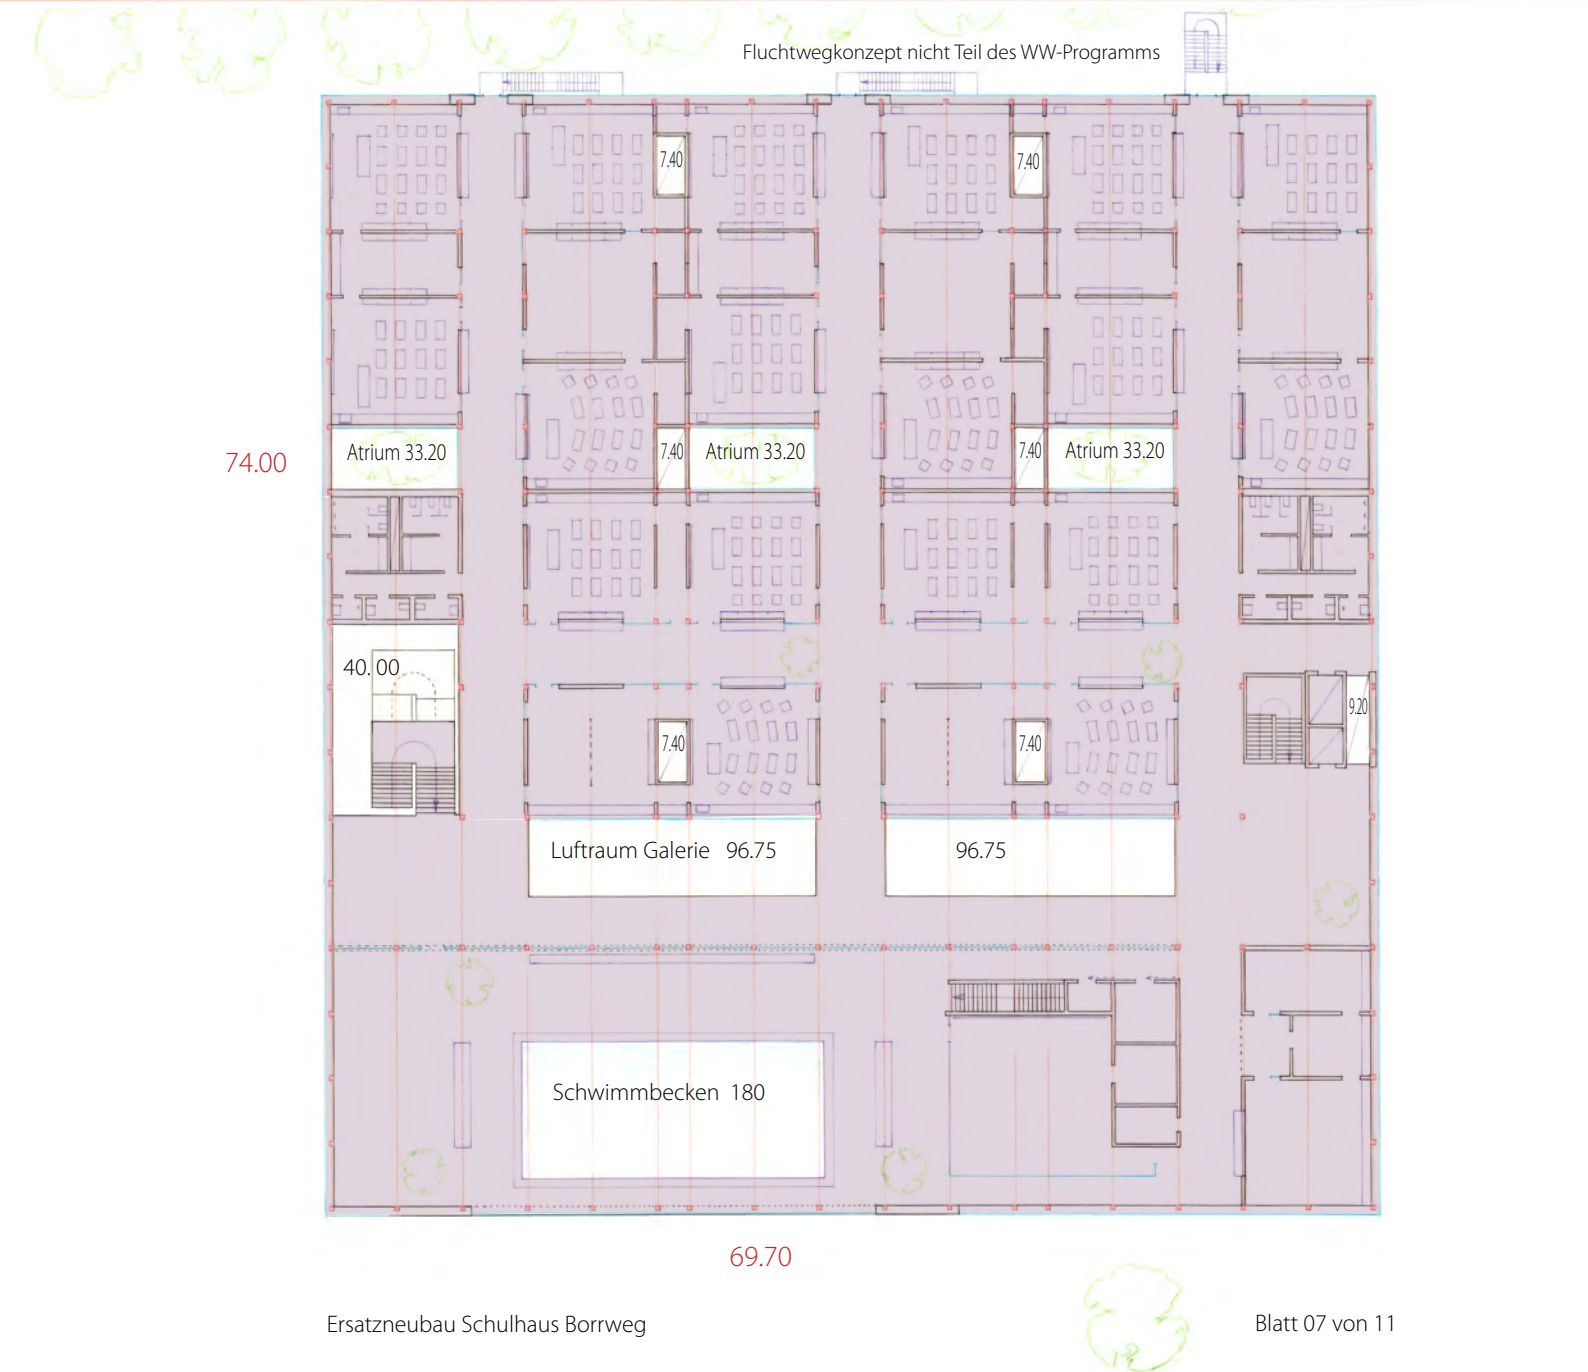 Fluchtwegkonzept nicht Teil des WW-Programms
7.40
7.40
74.00
Atrium 33.20
7.40
Atrium 33.20
7.40
Atrium 33.20
40.00
9.20
7.40
7.40
Luftraum Galerie 96.75
96.75
Schwimmbecken 180
69.70
Ersatzneubau Schulhaus Borrweg
Blatt 07 von 11